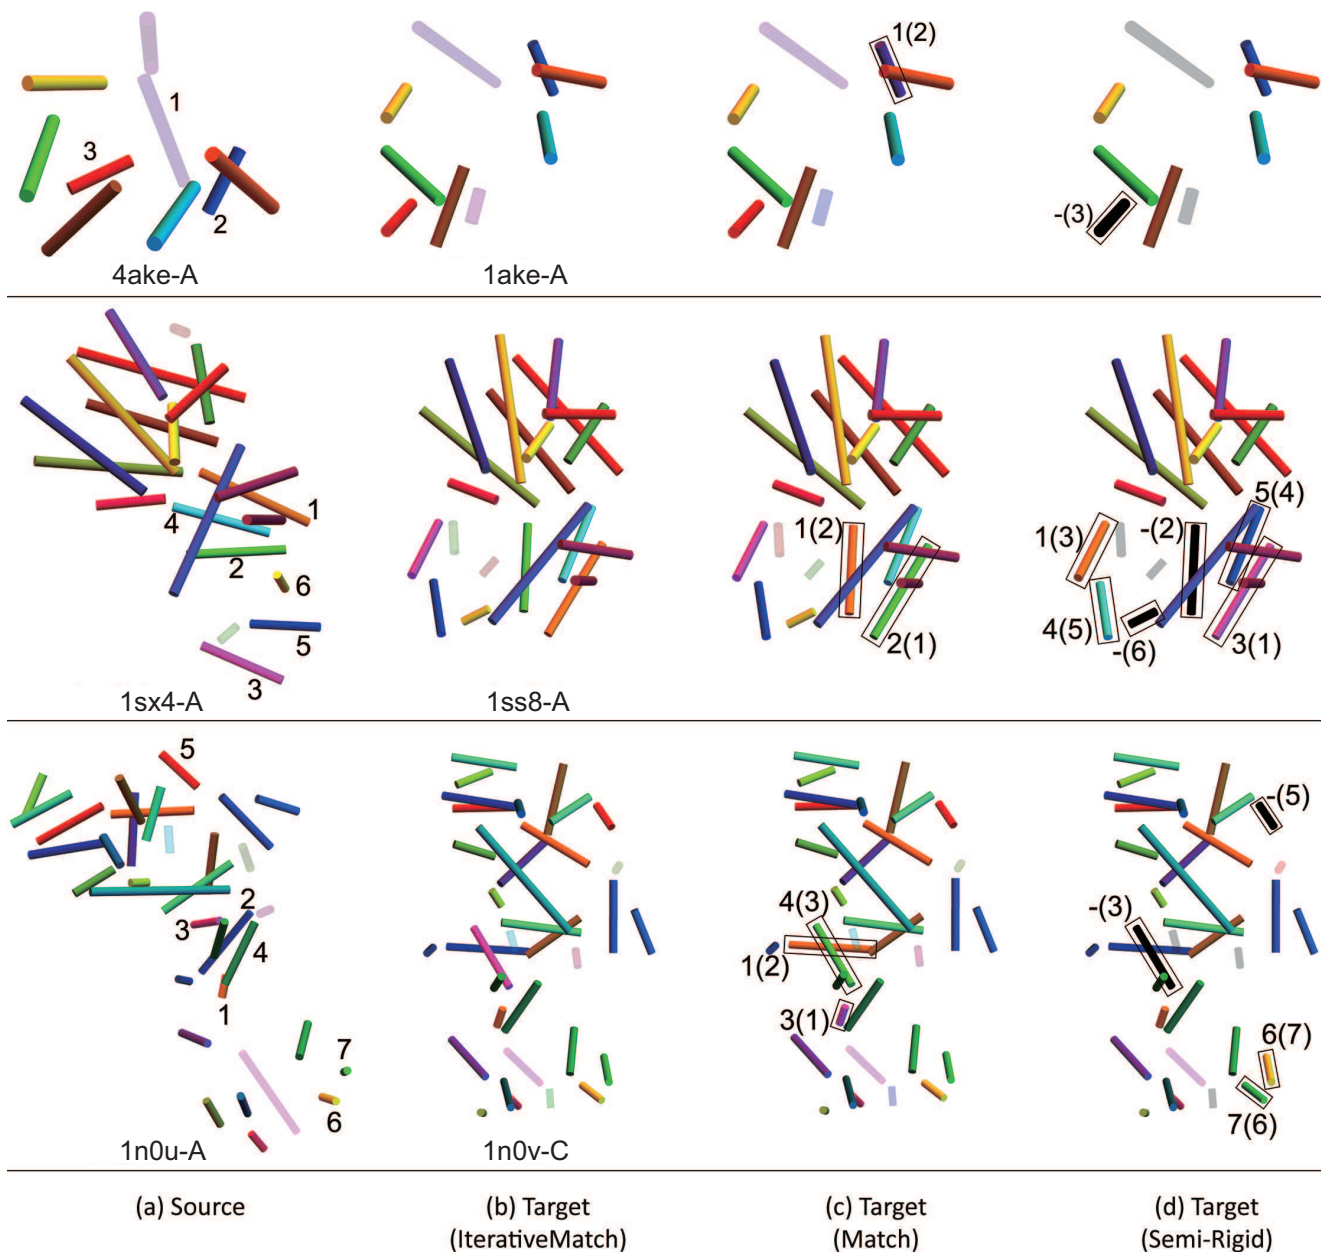 1(2)
1
3
2
-(3)
4ake-A
1ake-A
4
1
2
6
5
3
1(2)
2(1)
5(4)
-(2)
1(3)
4(5)
-(6)
3(1)
1sx4-A
1ss8-A
5
2
3
4
1
7
6
4(3)
1(2)
3(1)
-(5)
-(3)
6(7)
7(6)
1n0u-A
1n0v-C
(a) Source
(b) Target
(IterativeMatch)
(c) Target
(Match)
(d) Target
(Semi-Rigid)